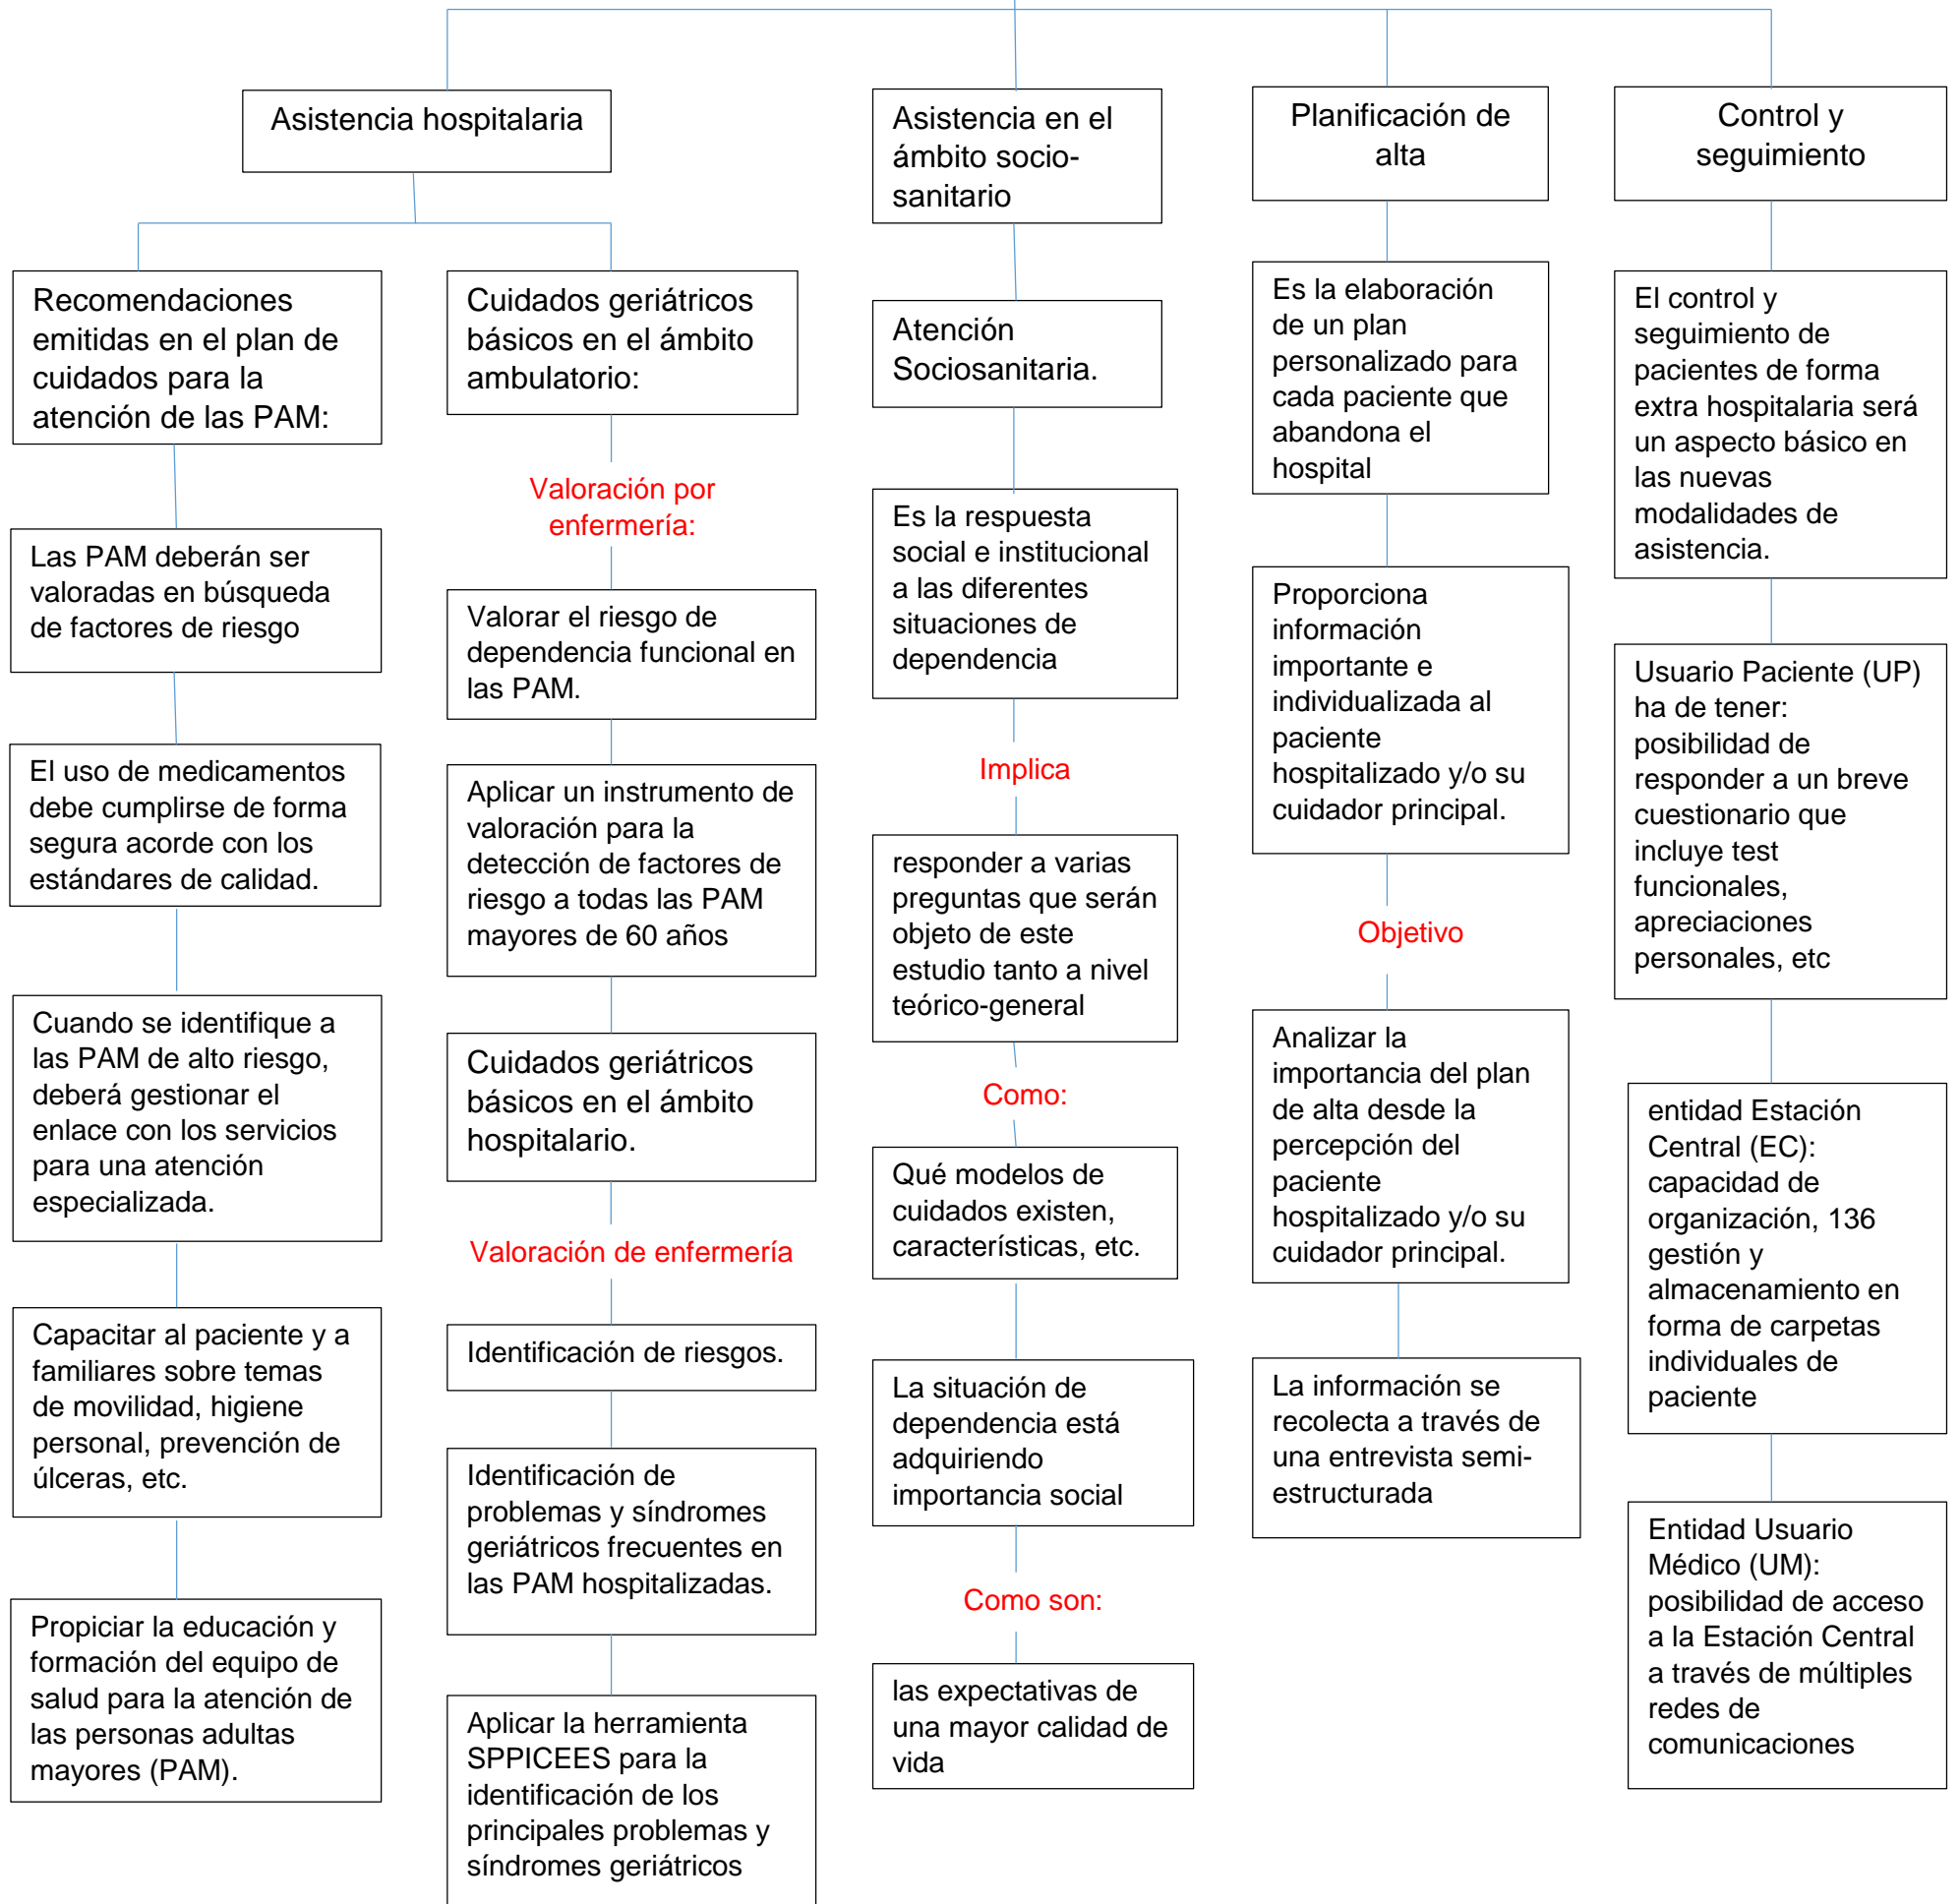 Asistencia hospitalaria
Recomendaciones
emitidas en el plan de
cuidados para la
atención de las PAM:
Las PAM deberán ser
valoradas en búsqueda
de factores de riesgo
El uso de medicamentos
debe cumplirse de forma
segura acorde con los
estándares de calidad.
Cuando se identifique a
las PAM de alto riesgo,
deberá gestionar el
enlace con los servicios
para una atención
especializada.
Capacitar al paciente y a
familiares sobre temas
de movilidad, higiene
personal, prevención de
úlceras, etc.
Propiciar la educación y
formación del equipo de
salud para la atención de
las personas adultas
mayores (PAM).
Cuidados geriátricos
básicos en el ámbito
ambulatorio:
Valoración por
enfermería:
Valorar el riesgo de
dependencia funcional en
las PAM.
Aplicar un instrumento de
valoración para la
detección de factores de
riesgo a todas las PAM
mayores de 60 años
Cuidados geriátricos
básicos en el ámbito
hospitalario.
Valoración de enfermería
Identificación de riesgos.
Identificación de
problemas y síndromes
geriátricos frecuentes en
las PAM hospitalizadas.
Aplicar la herramienta
SPPICEES para la
identificación de los
principales problemas y
síndromes geriátricos
Asistencia en el
ámbito socio-
sanitario
Atención
Sociosanitaria.
Es la respuesta
social e institucional
a las diferentes
situaciones de
dependencia
Implica
responder a varias
preguntas que serán
objeto de este
estudio tanto a nivel
teórico-general
Como:
Qué modelos de
cuidados existen,
características, etc.
La situación de
dependencia está
adquiriendo
importancia social
Como son:
las expectativas de
una mayor calidad de
vida
Planificación de
alta
Es la elaboración
de un plan
personalizado para
cada paciente que
abandona el
hospital
Proporciona
información
importante e
individualizada al
paciente
hospitalizado y/o su
cuidador principal.
Objetivo
Analizar la
importancia del plan
de alta desde la
percepción del
paciente
hospitalizado y/o su
cuidador principal.
La información se
recolecta a través de
una entrevista semi-
estructurada
Control y
seguimiento
El control y
seguimiento de
pacientes de forma
extra hospitalaria será
un aspecto básico en
las nuevas
modalidades de
asistencia.
Usuario Paciente (UP)
ha de tener:
posibilidad de
responder a un breve
cuestionario que
incluye test
funcionales,
apreciaciones
personales, etc
entidad Estación
Central (EC):
capacidad de
organización, 136
gestión y
almacenamiento en
forma de carpetas
individuales de
paciente
Entidad Usuario
Médico (UM):
posibilidad de acceso
a la Estación Central
a través de múltiples
redes de
comunicaciones